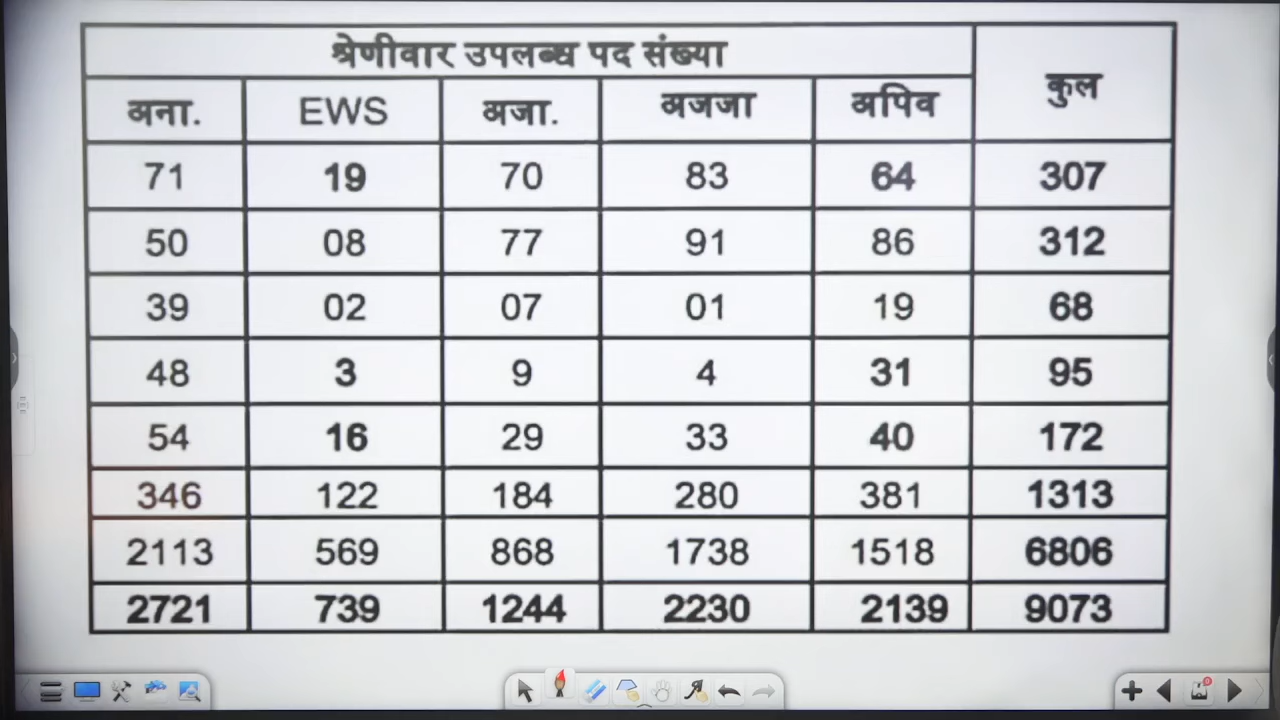 श्रेणीवार उपलब्ध पद संख्या कुल
अना. EWS अजा. अजजा अपिव
71 19 70 83 64 307
50 08 77 91 86 312
39 02 07 01 19 68
48 3 9 4 31 95
54 16 29 33 40 172
346 122 184 280 381 1313
2113 569 868 1738 1518 6806
2721 739 1244 2230 2139 9073